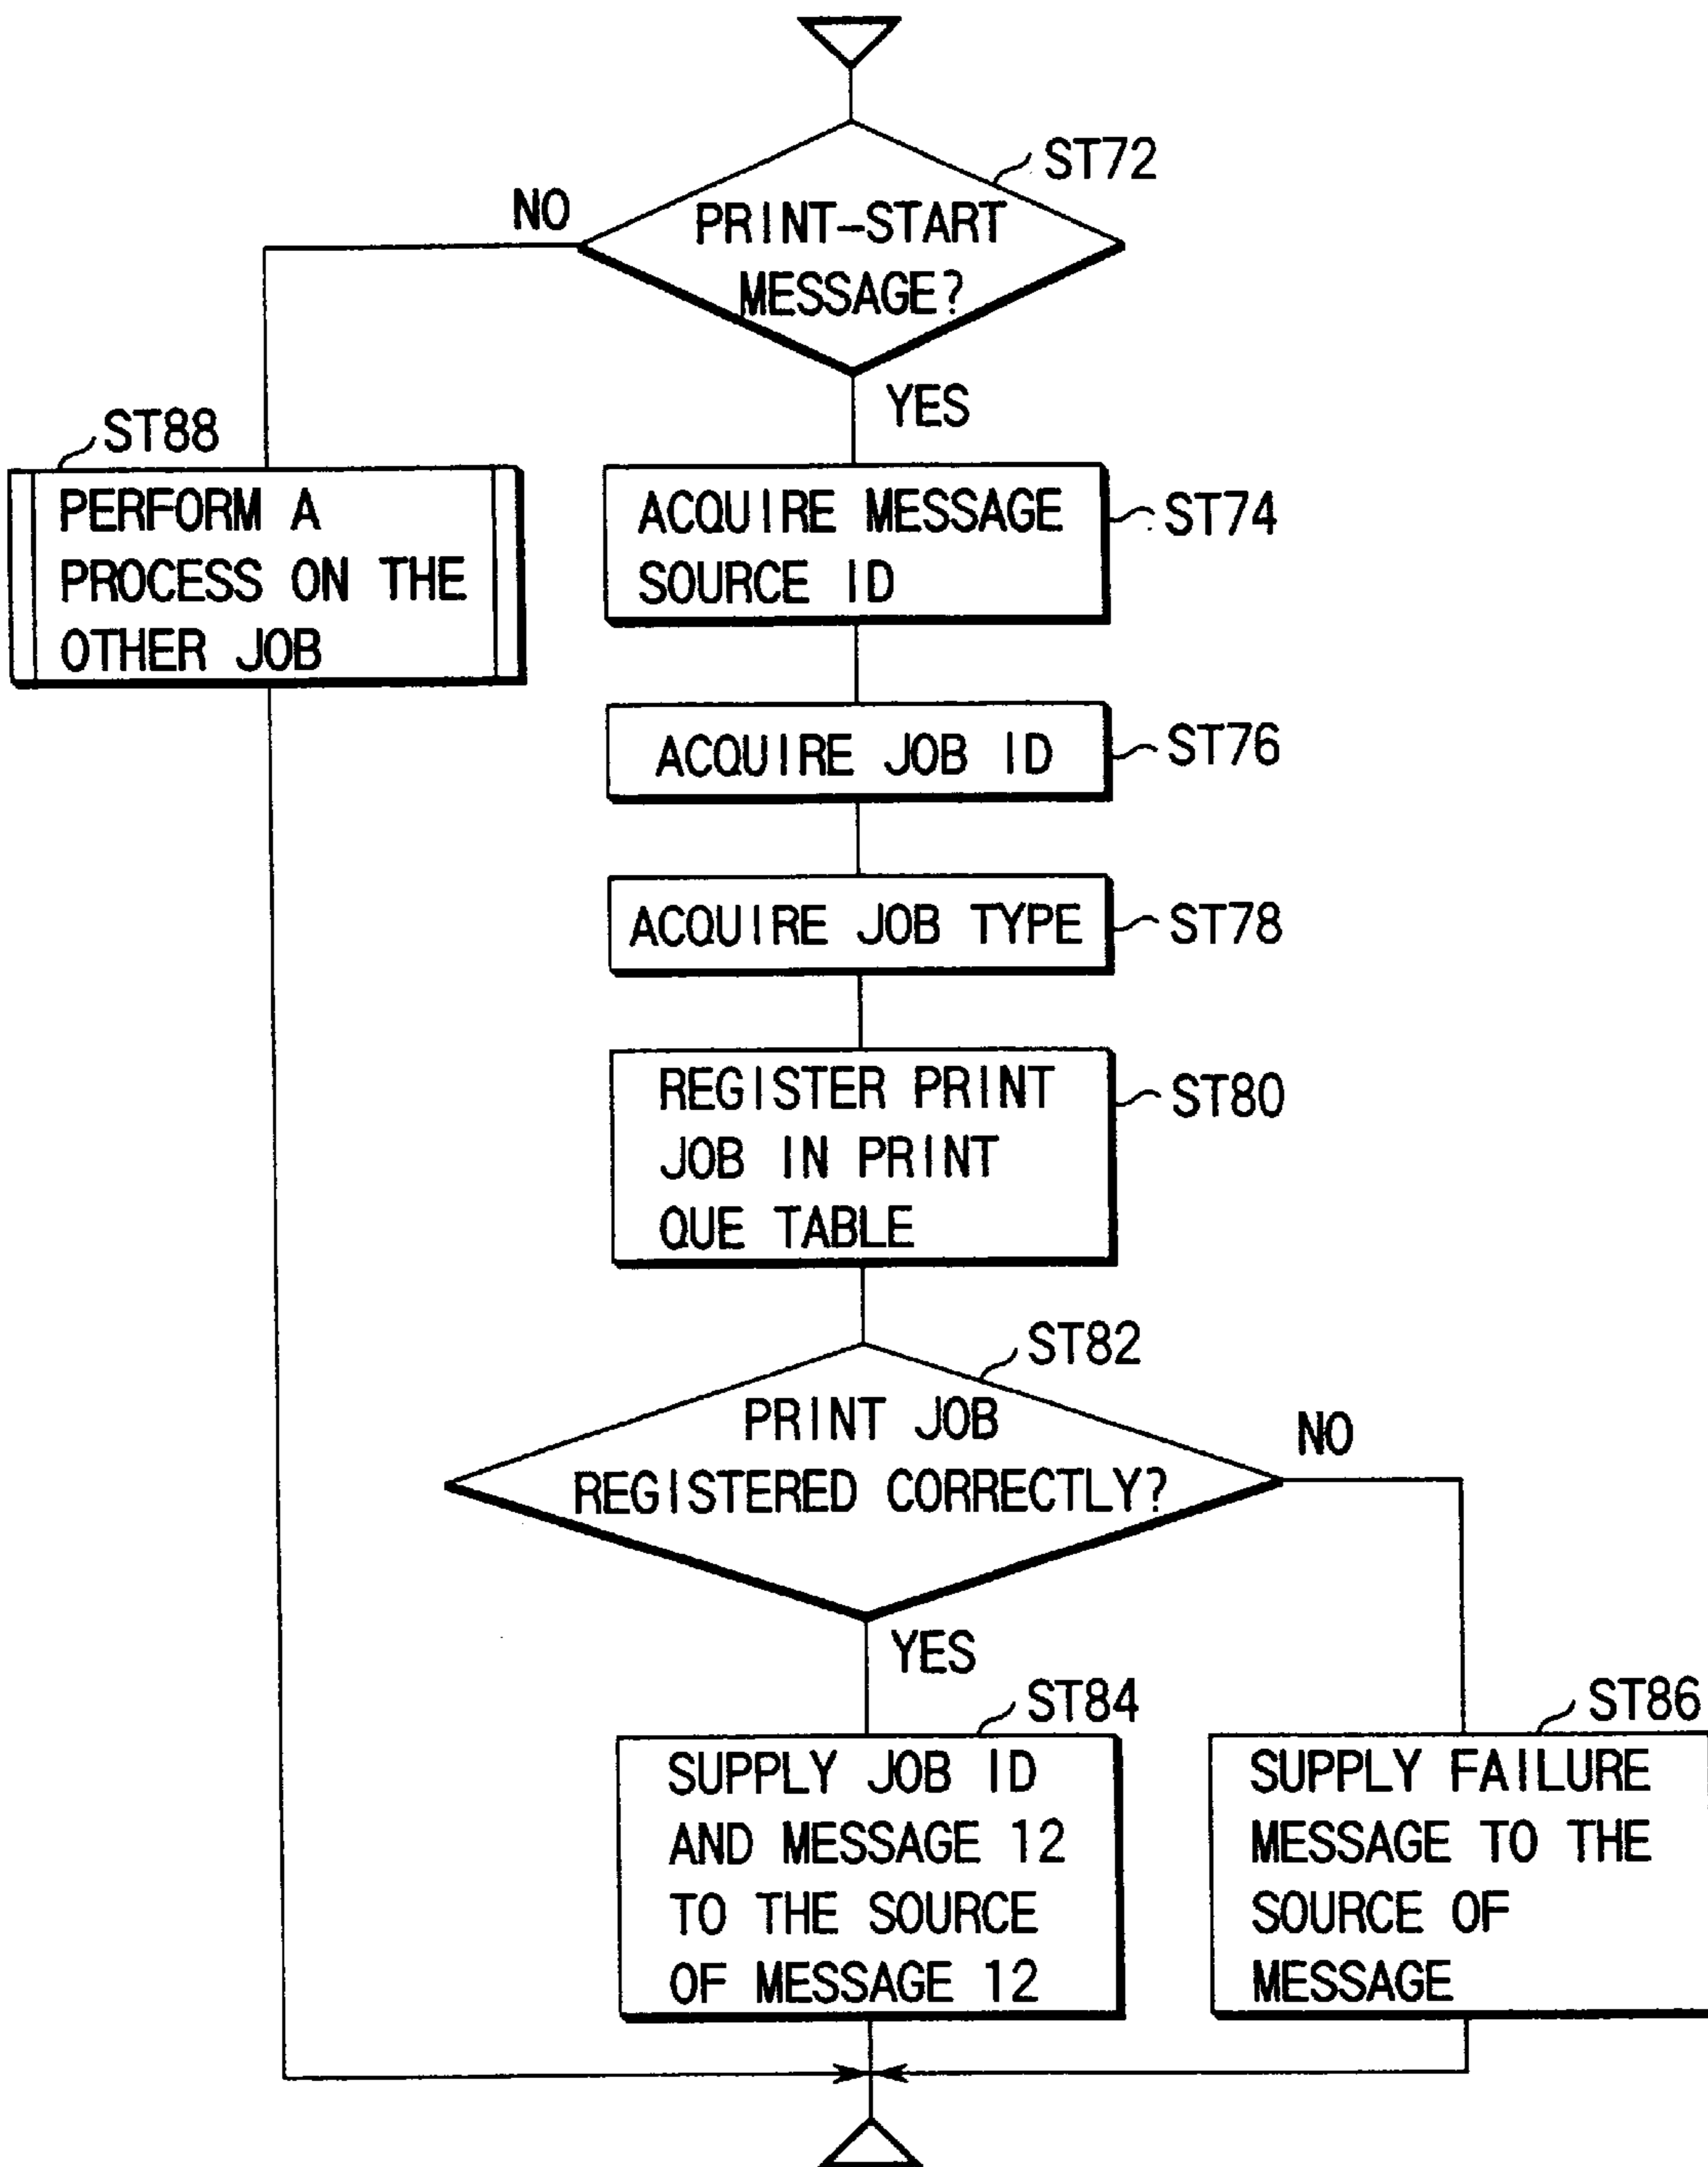 ST72
NO
PRINT-START
MESSAGE?
YES
ST88
PERFORM A
PROCESS ON THE
OTHER JOB
ACQUIRE MESSAGE
SOURCE ID
ST74
ACQUIRE JOB ID
ST76
ACQUIRE JOB TYPE
ST78
REGISTER PRINT
JOB IN PRINT
QUE TABLE
ST80
ST82
PRINT JOB
REGISTERED CORRECTLY?
NO
YES
ST84
SUPPLY JOB ID
AND MESSAGE 12
TO THE SOURCE
OF MESSAGE 12
ST86
SUPPLY FAILURE
MESSAGE TO THE
SOURCE OF
MESSAGE